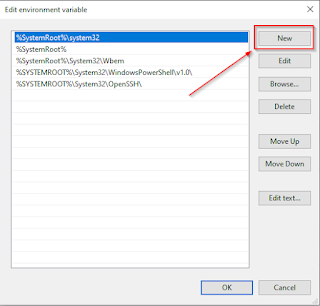 Edit environment variable
%SystemRoot%\system32
%SystemRoot%
%SystemRoot%\System32\Wbem
%SYSTEMROOT%\System32\WindowsPowerShell\v1.0\
%SYSTEMROOT%\System32\OpenSSH\
New
Edit
Browse...
Delete
Move Up
Move Down
Edit text...
OK
Cancel